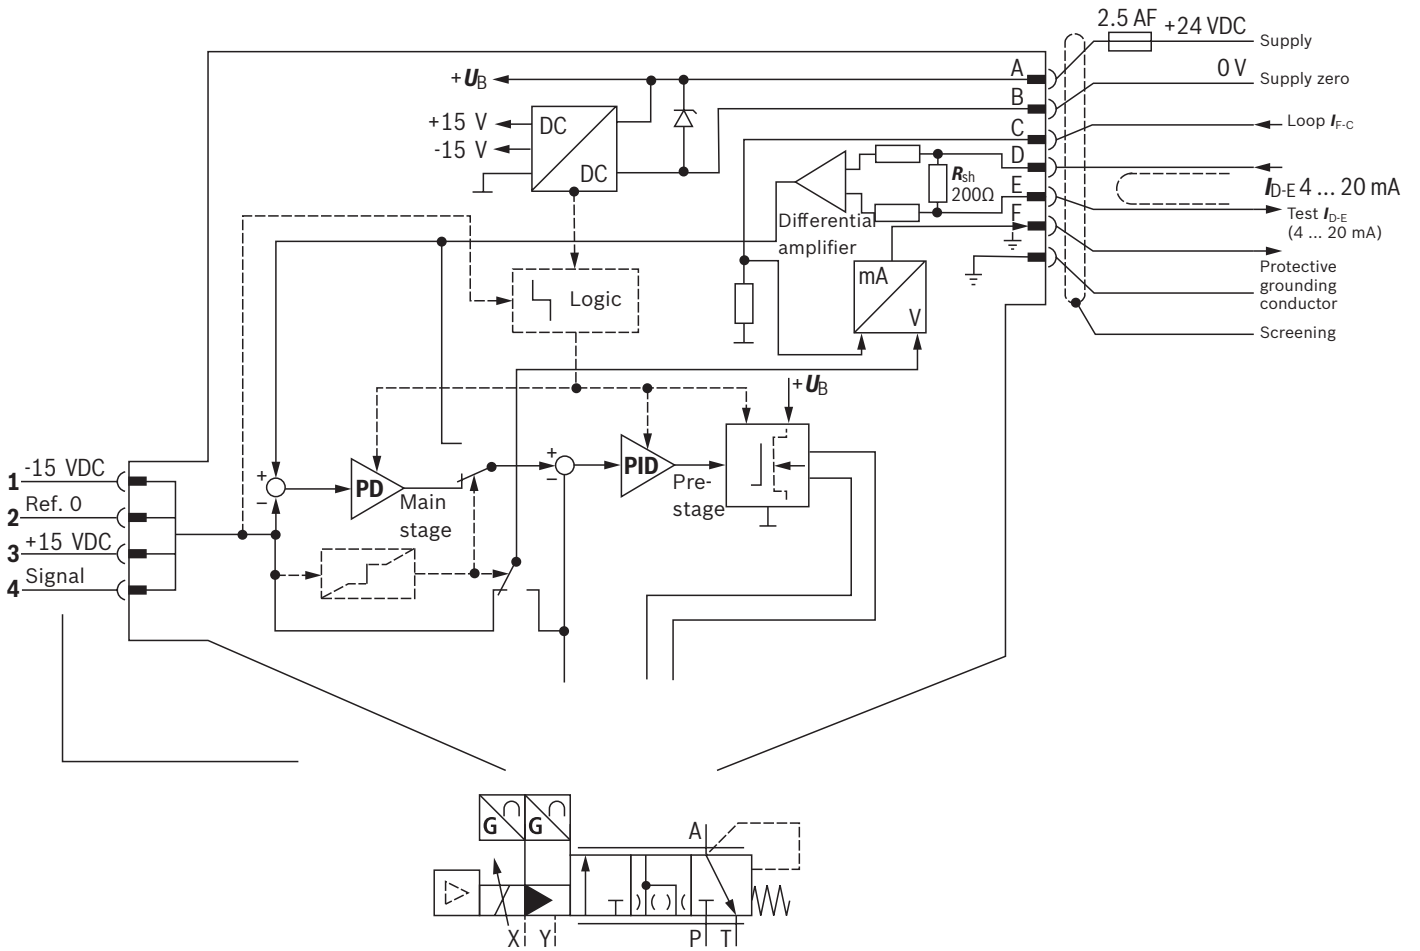 2.5 AF
+24 VDC
Supply
A
+UB
0 V
Supply zero
B
+15 V
DC
C
Loop IF-C
-15 V
D
DC
Rsh
200Ω
E
ID-E 4 ... 20 mA
Differential
amplifier
F
Test ID-E
(4 ... 20 mA)
mA
V
Protective
grounding
conductor
Logic
Screening
+UB
1
-15 VDC
+
−
PD
Main
stage
+
−
PID
Pre-
stage
2
Ref. 0
3
+15 VDC
4
Signal
G
G
A
X
Y
P
T